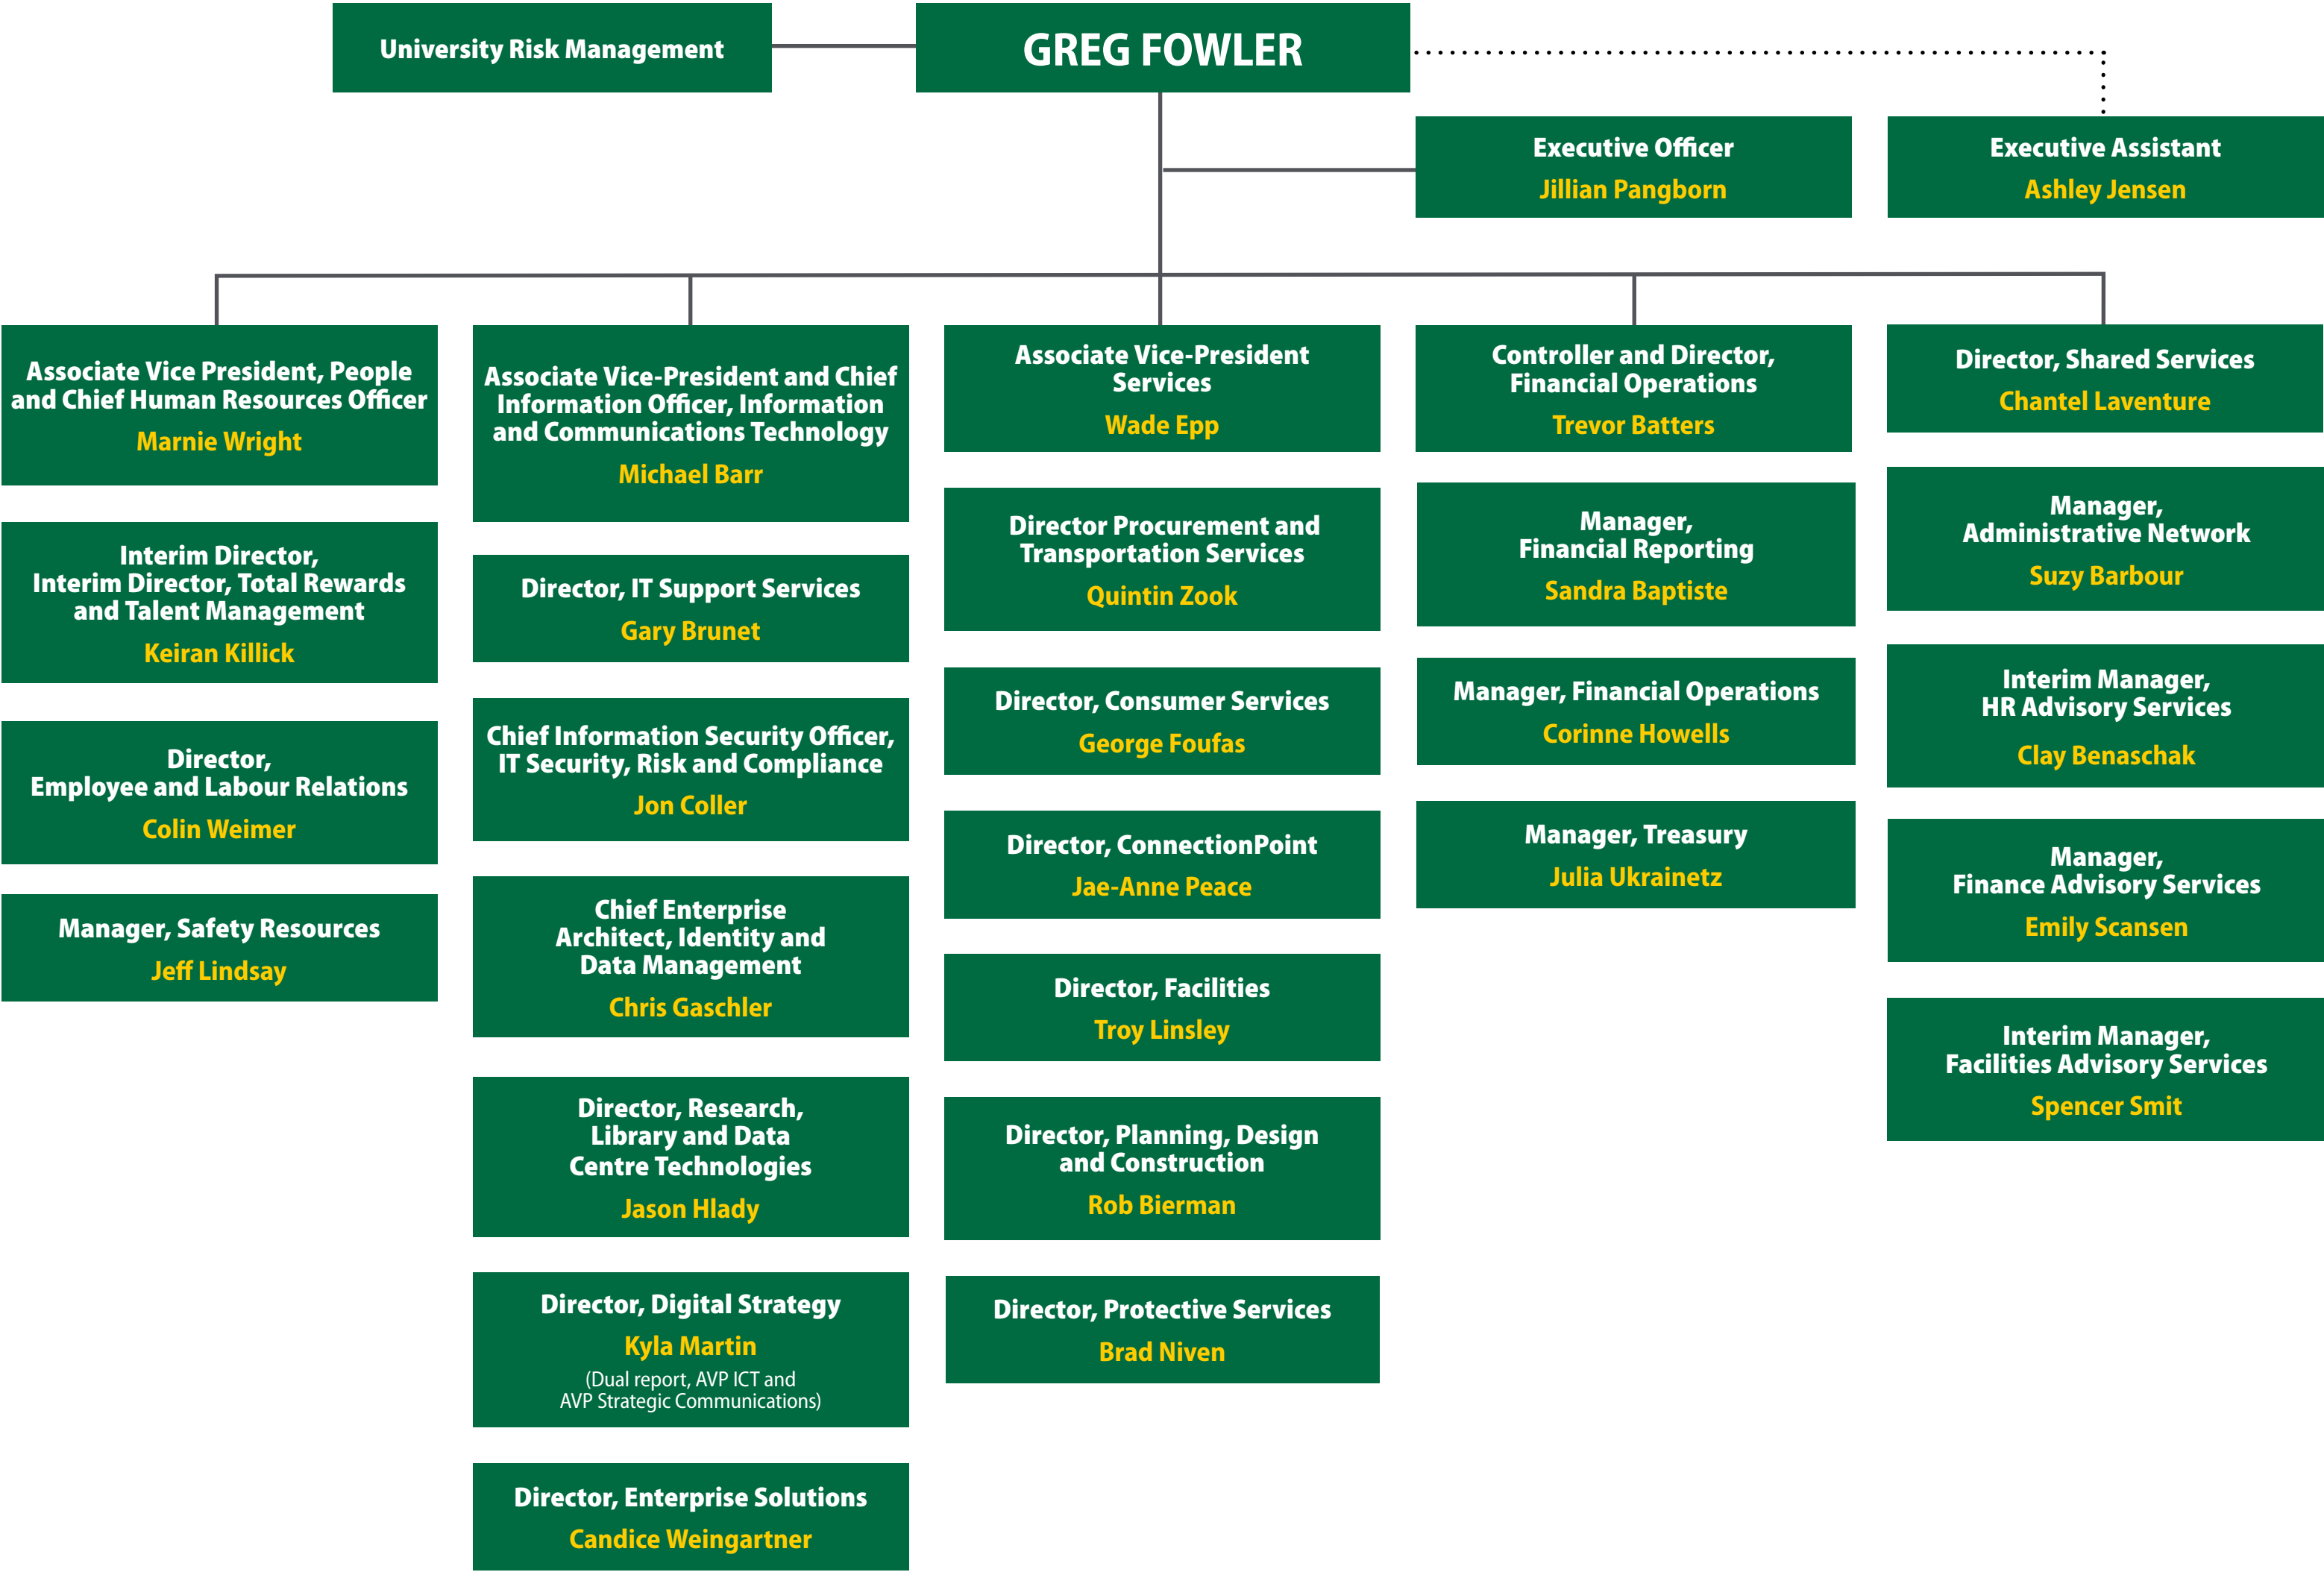 University Risk Management
GREG FOWLER
Executive Officer
Jillian Pangborn
Executive Assistant
Ashley Jensen
Associate Vice President, People
and Chief Human Resources Officer
Marnie Wright
Interim Director,
Interim Director, Total Rewards
and Talent Management
Keiran Killick
Director,
Employee and Labour Relations
Colin Weimer
Manager, Safety Resources
Jeff Lindsay
Associate Vice-President and Chief
Information Officer, Information
and Communications Technology
Michael Barr
Director, IT Support Services
Gary Brunet
Chief Information Security Officer,
IT Security, Risk and Compliance
Jon Coller
Chief Enterprise
Architect, Identity and
Data Management
Chris Gaschler
Director, Research,
Library and Data
Centre Technologies
Jason Hlady
Director, Digital Strategy
Kyla Martin
(Dual report, AVP ICT and
AVP Strategic Communications)
Director, Enterprise Solutions
Candice Weingartner
Associate Vice-President
Services
Wade Epp
Director Procurement and
Transportation Services
Quintin Zook
Director, Consumer Services
George Foufas
Director, ConnectionPoint
Jae-Anne Peace
Director, Facilities
Troy Linsley
Director, Planning, Design
and Construction
Rob Bierman
Director, Protective Services
Brad Niven
Controller and Director,
Financial Operations
Trevor Batters
Manager,
Financial Reporting
Sandra Baptiste
Manager, Financial Operations
Corinne Howells
Manager, Treasury
Julia Ukrainetz
Director, Shared Services
Chantel Laventure
Manager,
Administrative Network
Suzy Barbour
Interim Manager,
HR Advisory Services
Clay Benaschak
Manager,
Finance Advisory Services
Emily Scansen
Interim Manager,
Facilities Advisory Services
Spencer Smit